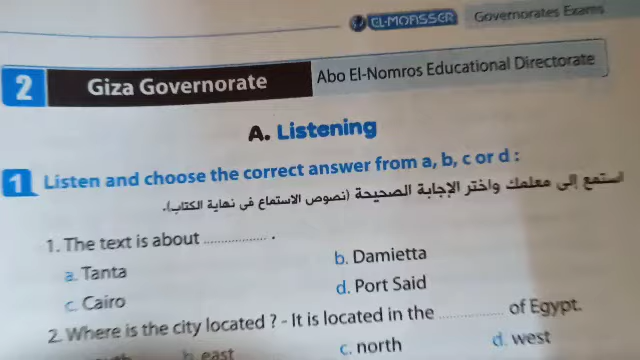 EL-MOASSER Governorates Exams
2 Giza Governorate Abo El-Nomros Educational Directorate
A. Listening
1 Listen and choose the correct answer from a, b, c or d :
استمع إلى معلمك واختر الإجابة الصحيحة (نصوص الاستماع فى نهاية الكتاب).
1. The text is about .................. .
a. Tanta b. Damietta
c. Cairo d. Port Said
2. Where is the city located ? - It is located in the .................. of Egypt.
b. east c. north d. west